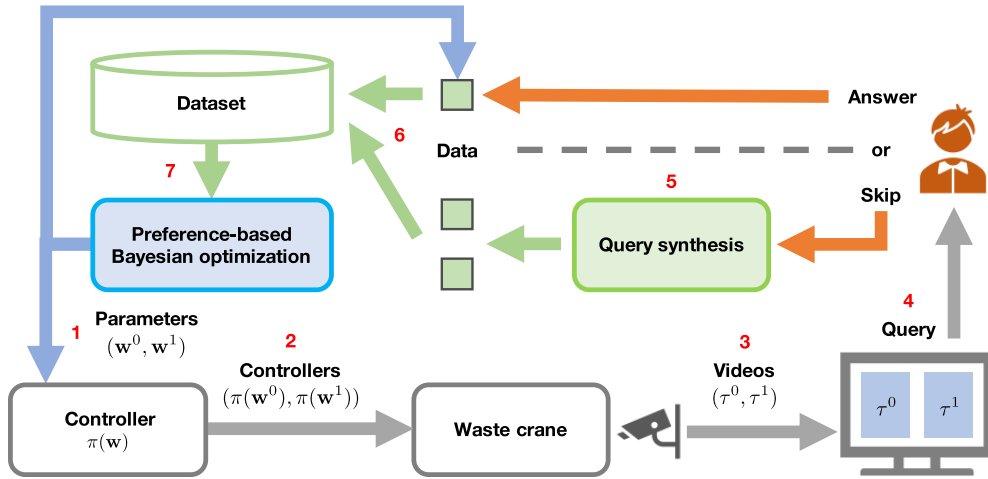 Dataset
Answer
6
Data
or
7
5
Skip
Preference-based
Bayesian optimization
Query synthesis
4
Query
1
Parameters
(w⁰, w¹)
2
Controllers
(π(w⁰), π(w¹))
3
Videos
(τ⁰, τ¹)
τ⁰
τ¹
Controller
π(w)
Waste crane